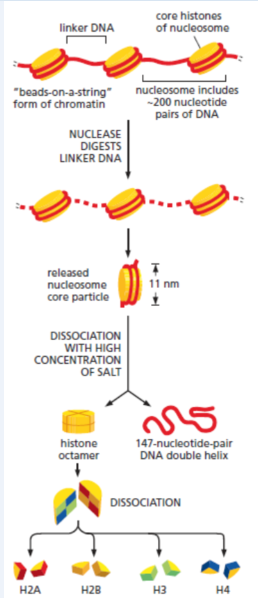 linker DNA
core histones
of nucleosome
"beads-on-a-string"
form of chromatin
nucleosome includes
~200 nucleotide
pairs of DNA
NUCLEASE
DIGESTS
LINKER DNA
released
nucleosome
core particle
11 nm
DISSOCIATION
WITH HIGH
CONCENTRATION
OF SALT
histone
octamer
147-nucleotide-pair
DNA double helix
DISSOCIATION
H2A
H2B
H3
H4